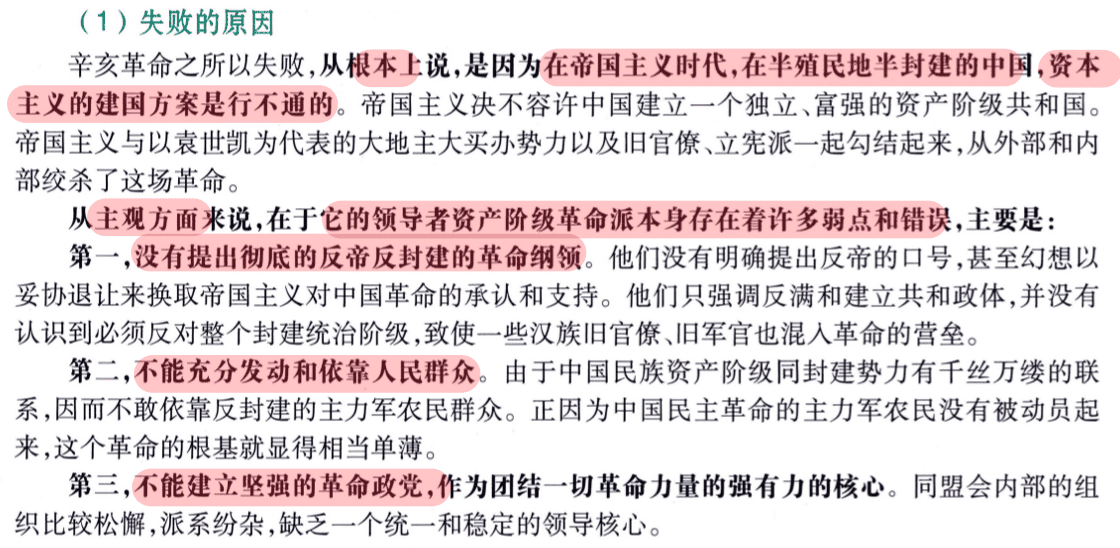 （1）失败的原因
辛亥革命之所以失败，从根本上说，是因为在帝国主义时代，在半殖民地半封建的中国，资本
主义的建国方案是行不通的。帝国主义决不容许中国建立一个独立、富强的资产阶级共和国。
帝国主义与以袁世凯为代表的大地主大买办势力以及旧官僚、立宪派一起勾结起来，从外部和内
部绞杀了这场革命。
从主观方面来说，在于它的领导者资产阶级革命派本身存在着许多弱点和错误，主要是：
第一，没有提出彻底的反帝反封建的革命纲领。他们没有明确提出反帝的口号，甚至幻想以
妥协退让来换取帝国主义对中国革命的承认和支持。他们只强调反满和建立共和政体，并没有
认识到必须反对整个封建统治阶级，致使一些汉族旧官僚、旧军官也混入革命的营垒。
第二，不能充分发动和依靠人民群众。由于中国民族资产阶级同封建势力有千丝万缕的联
系，因而不敢依靠反封建的主力军农民群众。正因为中国民主革命的主力军农民没有被动员起
来，这个革命的根基就显得相当单薄。
第三，不能建立坚强的革命政党，作为团结一切革命力量的强有力的核心。同盟会内部的组
织比较松懈，派系纷杂，缺乏一个统一和稳定的领导核心。